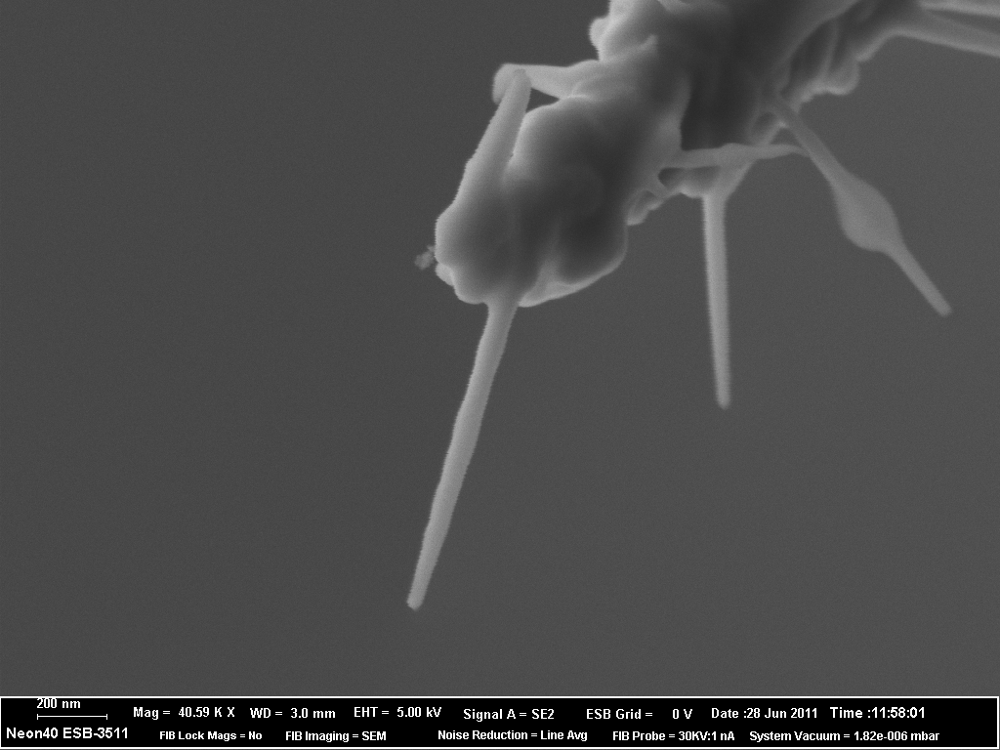 200 nm
Mag = 40.59 K X WD = 3.0 mm EHT = 5.00 kV Signal A = SE2 ESB Grid = 0 V Date :28 Jun 2011 Time :11:58:01
Neon40 ESB-3511 FIB Lock Mags = No FIB Imaging = SEM Noise Reduction = Line Avg FIB Probe = 30KV:1 nA System Vacuum = 1.82e-006 mbar